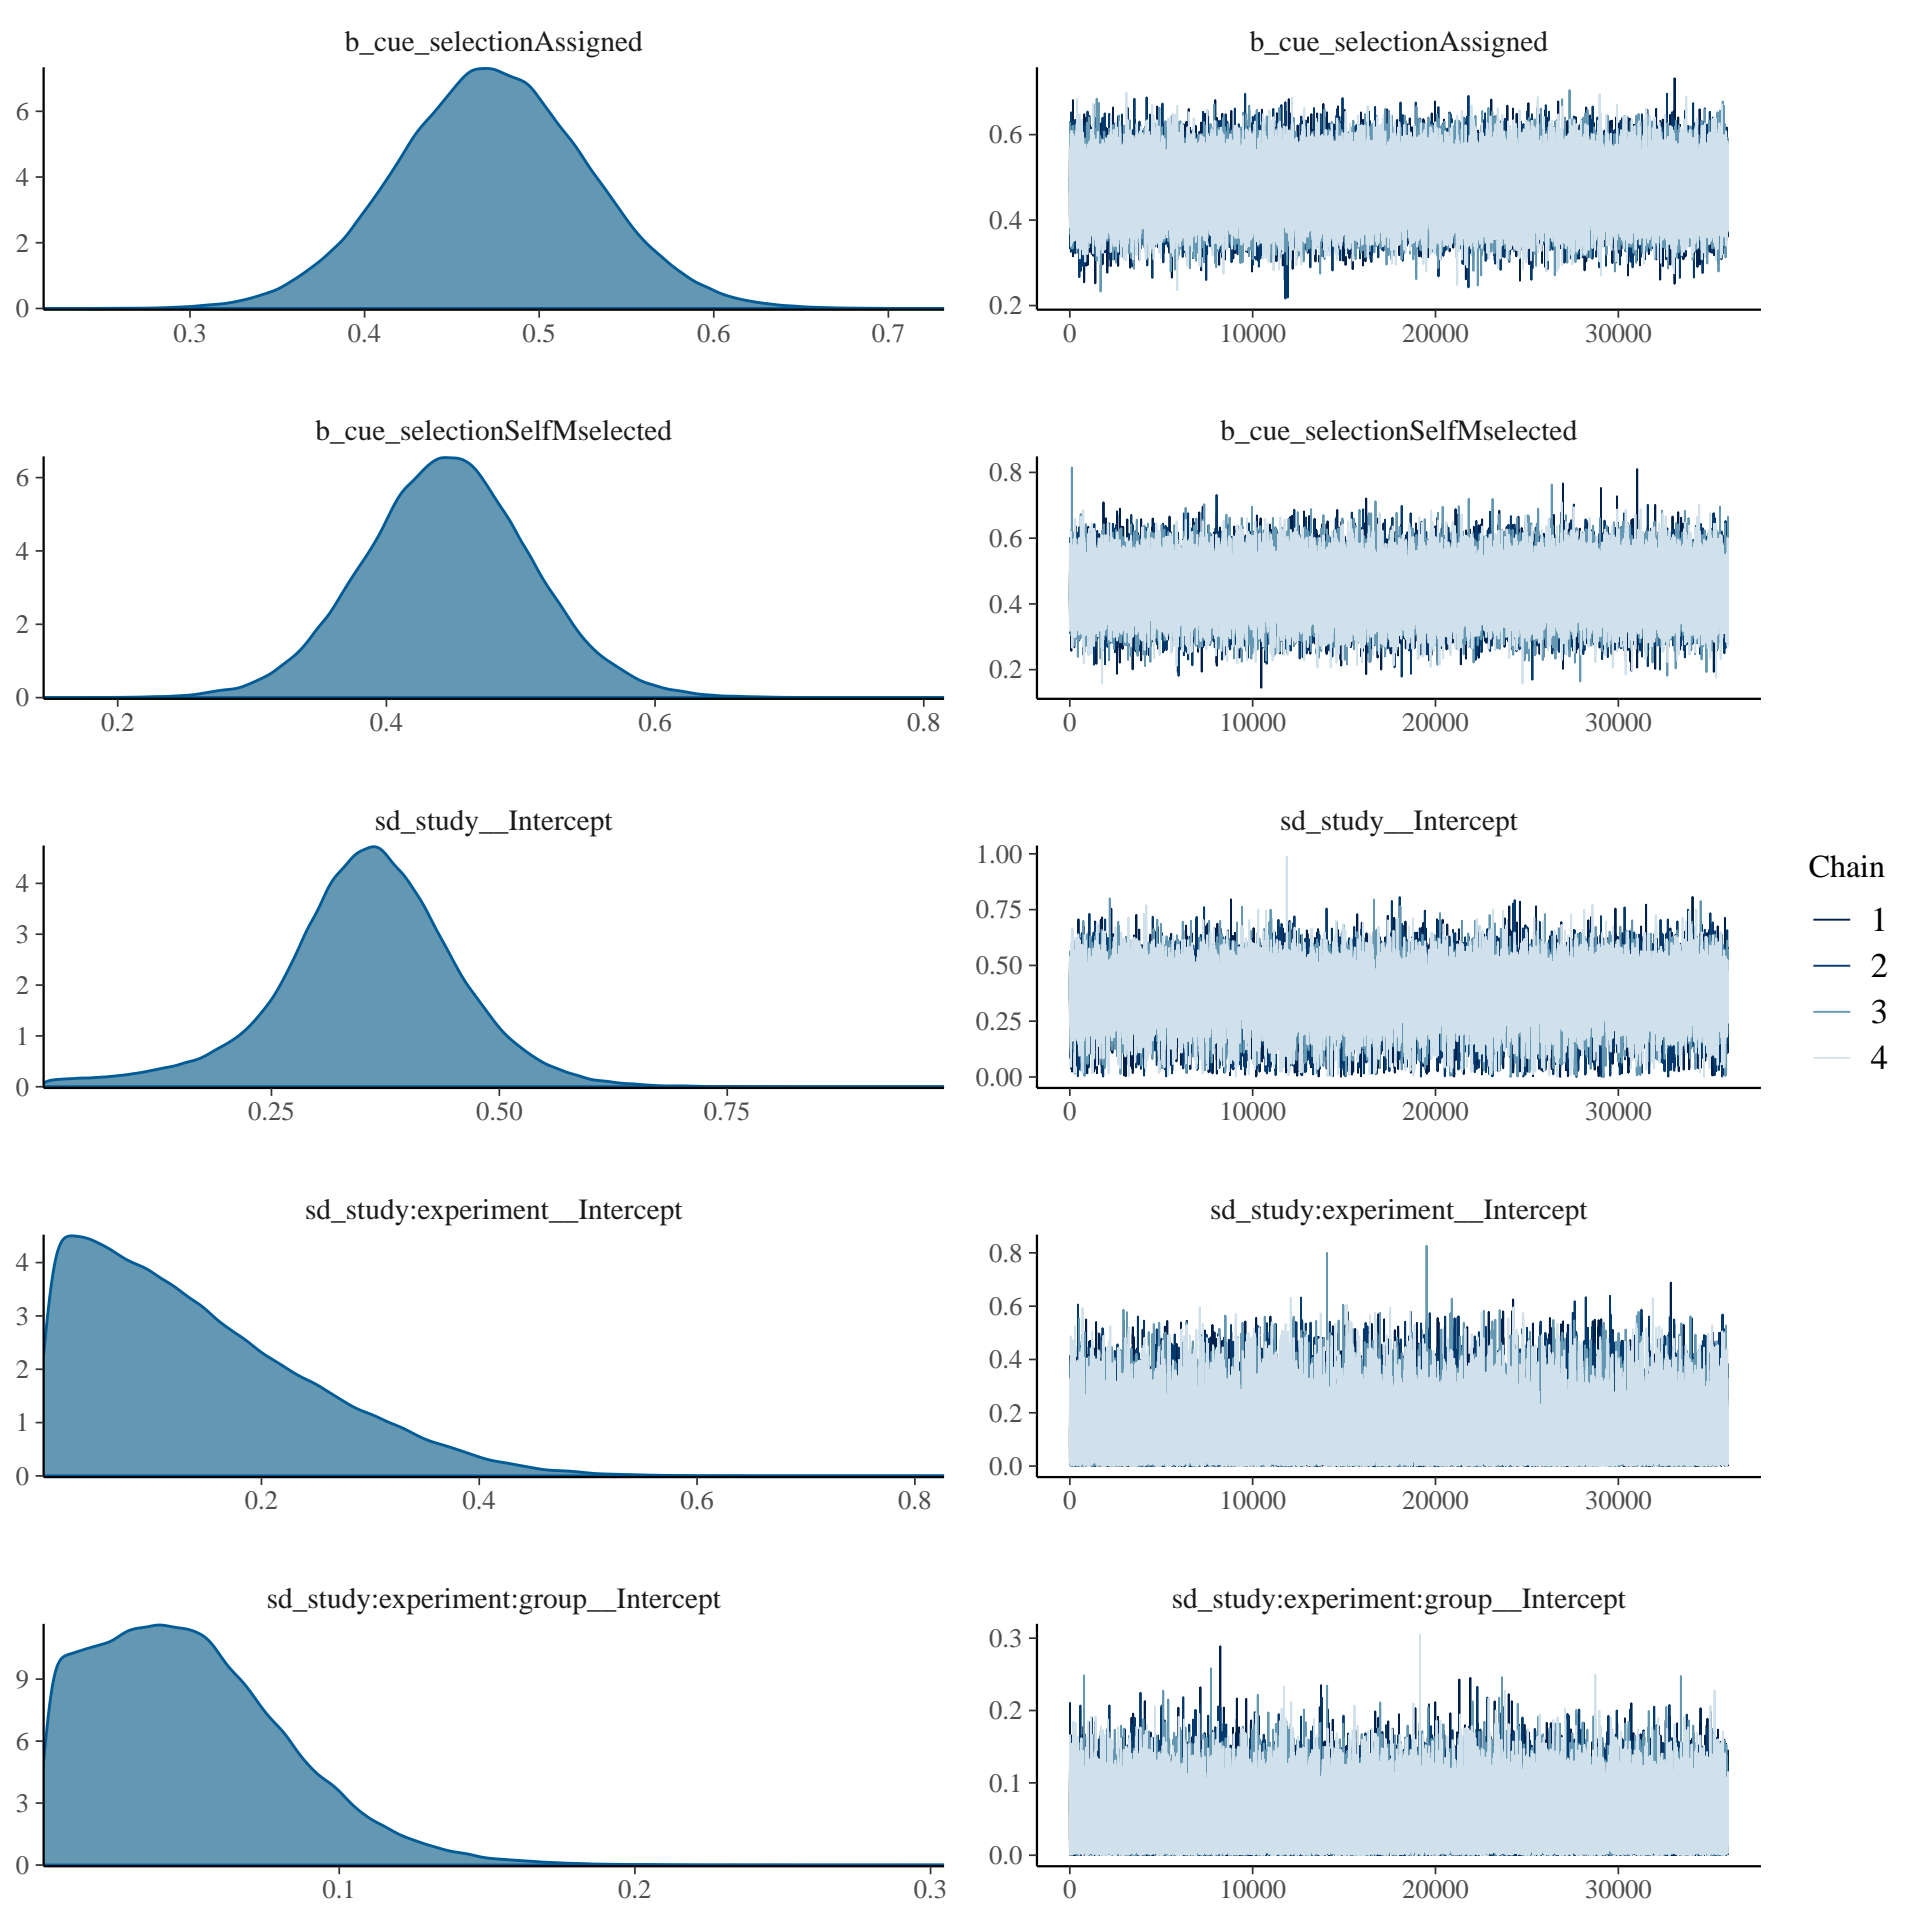 b_cue_selectionAssigned
b_cue_selectionAssigned
6
4
2
0
0.3 0.4 0.5 0.6 0.7
0.6
0.4
0.2
0 10000 20000 30000
b_cue_selectionSelfMselected
b_cue_selectionSelfMselected
6
4
2
0
0.2 0.4 0.6 0.8
0.8
0.6
0.4
0.2
0 10000 20000 30000
sd_study__Intercept
sd_study__Intercept
4
3
2
1
0
0.25 0.50 0.75
1.00
0.75
0.50
0.25
0.00
0 10000 20000 30000
Chain
1
2
3
4
sd_study:experiment__Intercept
sd_study:experiment__Intercept
4
3
2
1
0
0.2 0.4 0.6 0.8
0.8
0.6
0.4
0.2
0.0
0 10000 20000 30000
sd_study:experiment:group__Intercept
sd_study:experiment:group__Intercept
9
6
3
0
0.1 0.2 0.3
0.3
0.2
0.1
0.0
0 10000 20000 30000